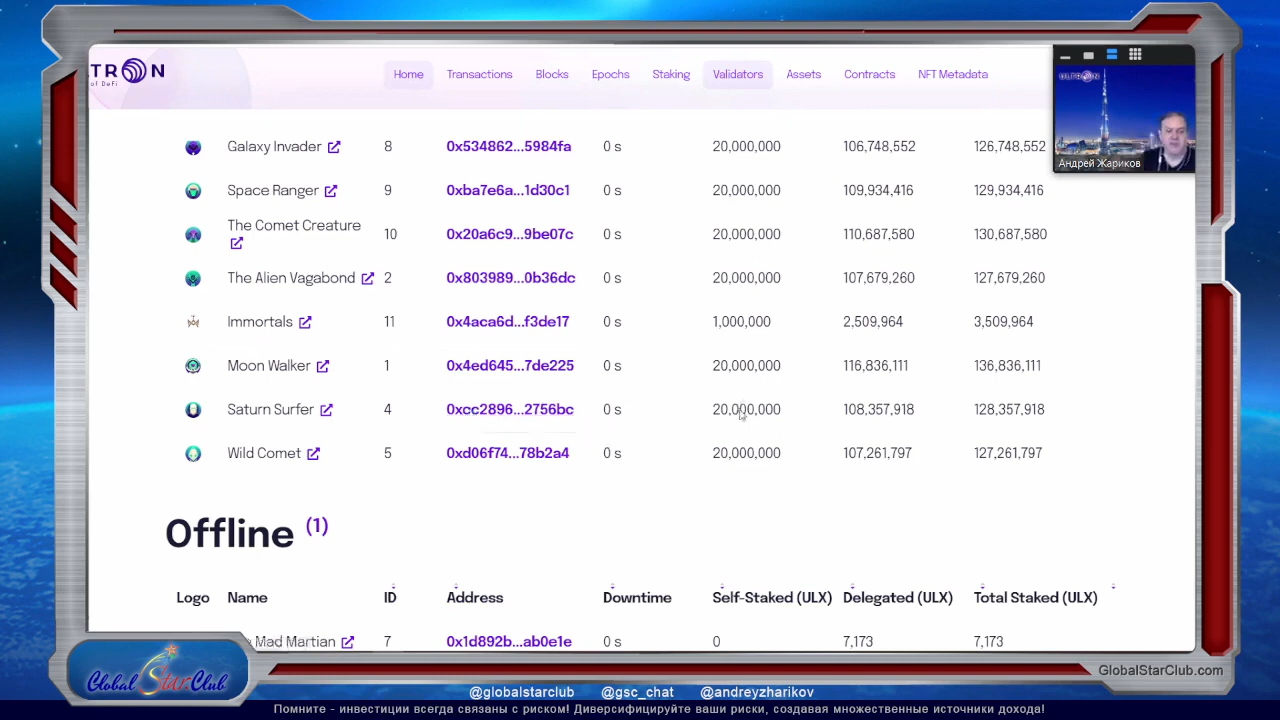 TRON
of DeFi
Home Transactions Blocks Epochs Staking Validators Assets Contracts NFT Metadata
ULTRON
Андрей Жариков
Galaxy Invader 8 0x534862...5984fa 0 s 20,000,000 106,748,552 126,748,552
Space Ranger 9 0xba7e6a...1d30c1 0 s 20,000,000 109,934,416 129,934,416
The Comet Creature 10 0x20a6c9...9be07c 0 s 20,000,000 110,687,580 130,687,580
The Alien Vagabond 2 0x803989...0b36dc 0 s 20,000,000 107,679,260 127,679,260
Immortals 11 0x4aca6d...f3de17 0 s 1,000,000 2,509,964 3,509,964
Moon Walker 1 0x4ed645...7de225 0 s 20,000,000 116,836,111 136,836,111
Saturn Surfer 4 0xcc2896...2756bc 0 s 20,000,000 108,357,918 128,357,918
Wild Comet 5 0xd06f74...78b2a4 0 s 20,000,000 107,261,797 127,261,797
Offline (1)
Logo Name ID Address Downtime Self-Staked (ULX) Delegated (ULX) Total Staked (ULX)
Mad Martian 7 0x1d892b...ab0e1e 0 s 0 7,173 7,173
Global Star Club
GlobalStarClub.com
@globalstarclub @gsc_chat @andreyzharikov
Помните - инвестиции всегда связаны с риском! Диверсифицируйте ваши риски, создавая множественные источники дохода!